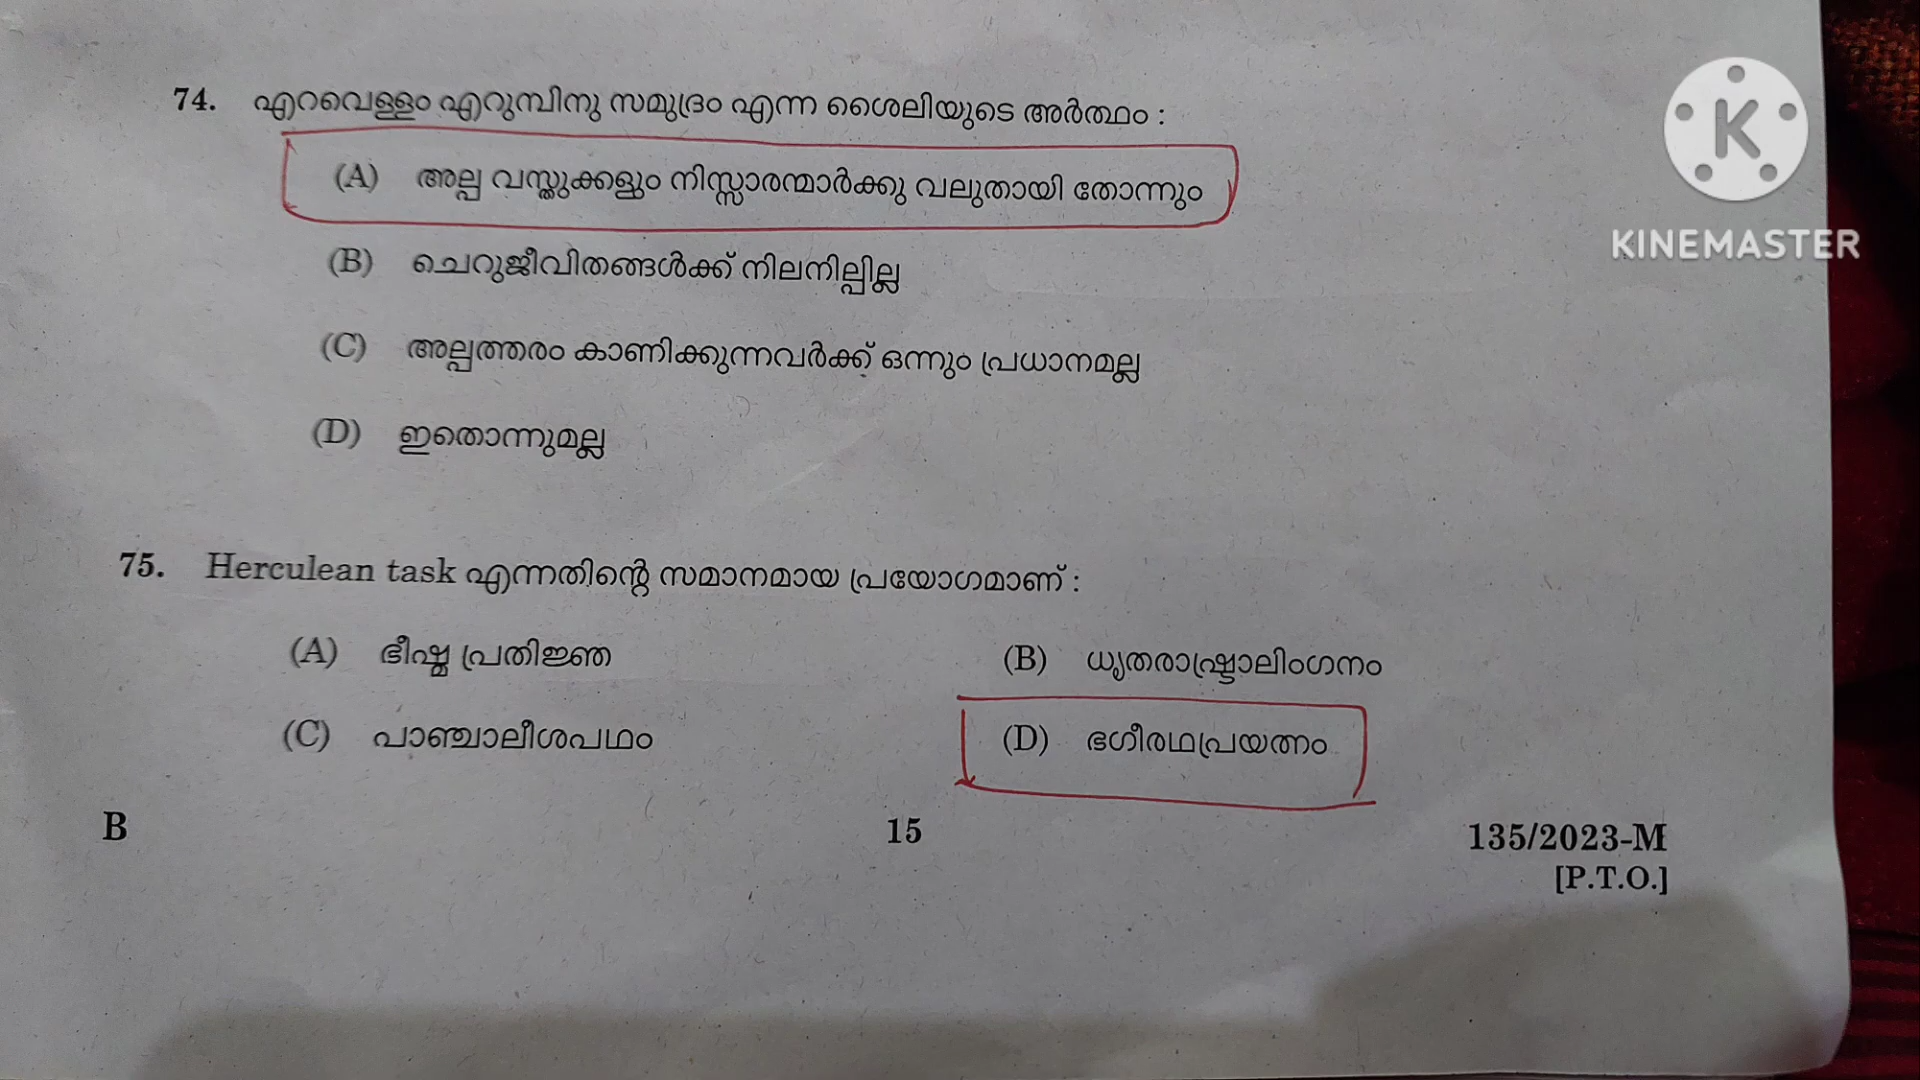 74. എറവെള്ളം എറുമ്പിനു സമുദ്രം എന്ന ശൈലിയുടെ അർത്ഥം :
(A) അല്പ വസ്തുക്കളും നിസ്സാരന്മാർക്കു വലുതായി തോന്നും
(B) ചെറുജീവിതങ്ങൾക്ക് നിലനില്പില്ല
(C) അല്പത്തരം കാണിക്കുന്നവർക്ക് ഒന്നും പ്രധാനമല്ല
(D) ഇതൊന്നുമല്ല
75. Herculean task എന്നതിന്റെ സമാനമായ പ്രയോഗമാണ് :
(A) ഭീഷ്മ പ്രതിജ്ഞ (B) ധൃതരാഷ്ട്രാലിംഗനം
(C) പാഞ്ചാലീശപഥം (D) ഭഗീരഥപ്രയത്നം
B 15 135/2023-M
[P.T.O.]
K
KINEMASTER